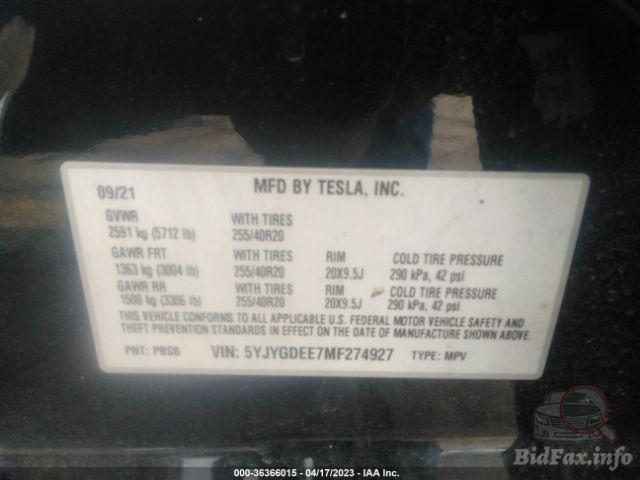 09/21 MFD BY TESLA, INC.
GVWR WITH TIRES
2591 kg (5712 lb) 255/40R20
GAWR FRT WITH TIRES RIM COLD TIRE PRESSURE
1363 kg (3004 lb) 255/40R20 20X9.5J 290 kPa, 42 psi
GAWR RR WITH TIRES RIM COLD TIRE PRESSURE
1500 kg (3306 lb) 255/40R20 20X9.5J 290 kPa, 42 psi
THIS VEHICLE CONFORMS TO ALL APPLICABLE U.S. FEDERAL MOTOR VEHICLE SAFETY AND
THEFT PREVENTION STANDARDS IN EFFECT ON THE DATE OF MANUFACTURE SHOWN ABOVE.
PNT: PBSB VIN: 5YJYGDEE7MF274927 TYPE: MPV
BidFax.info
000-36366015 - 04/17/2023 - IAA Inc.